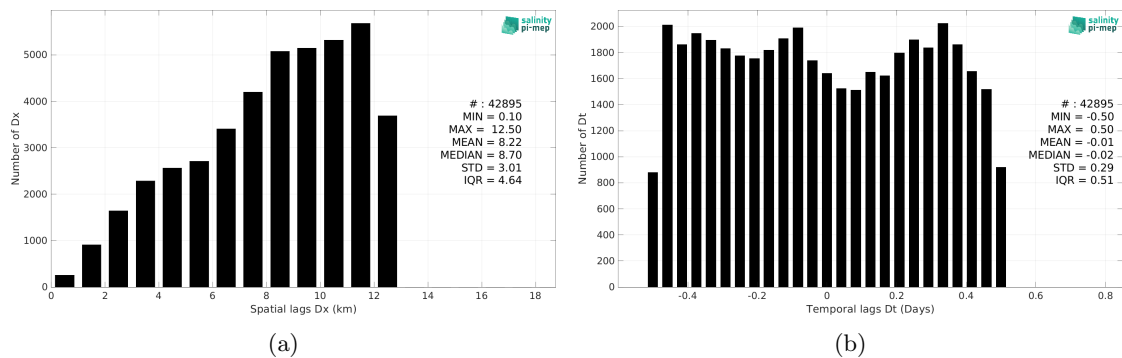 salinity
pi-mep
# : 42895
MIN = 0.10
MAX = 12.50
MEAN = 8.22
MEDIAN = 8.70
STD = 3.01
IQR = 4.64
Number of Dx
5000
4000
3000
2000
1000
0
0 2 4 6 8 10 12 14 16 18
Spatial lags Dx (km)
(a)
salinity
pi-mep
# : 42895
MIN = -0.50
MAX = 0.50
MEAN = -0.01
MEDIAN = -0.02
STD = 0.29
IQR = 0.51
Number of Dt
2000
1800
1600
1400
1200
1000
800
600
400
200
0
-0.4 -0.2 0 0.2 0.4 0.6 0.8
Temporal lags Dt (Days)
(b)